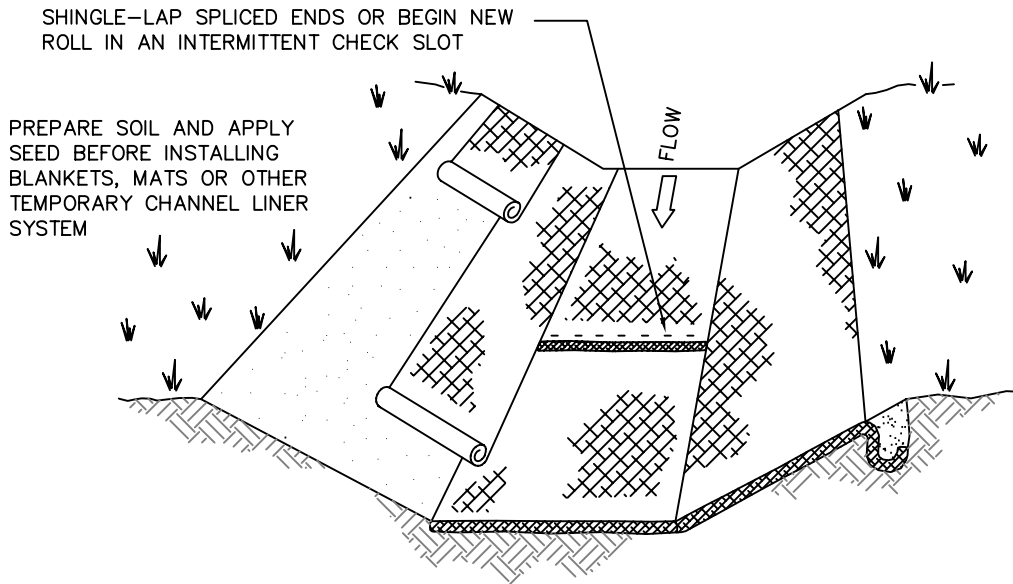 SHINGLE-LAP SPLICED ENDS OR BEGIN NEW
ROLL IN AN INTERMITTENT CHECK SLOT
PREPARE SOIL AND APPLY
SEED BEFORE INSTALLING
BLANKETS, MATS OR OTHER
TEMPORARY CHANNEL LINER
SYSTEM
FLOW